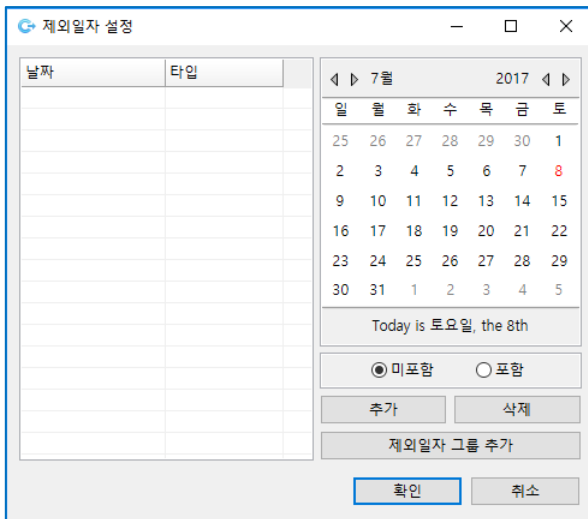 제외일자 설정
날짜 타입
7월 2017
일 월 화 수 목 금 토
25 26 27 28 29 30 1
2 3 4 5 6 7 8
9 10 11 12 13 14 15
16 17 18 19 20 21 22
23 24 25 26 27 28 29
30 31 1 2 3 4 5
Today is 토요일, the 8th
미포함 포함
추가 삭제
제외일자 그룹 추가
확인 취소